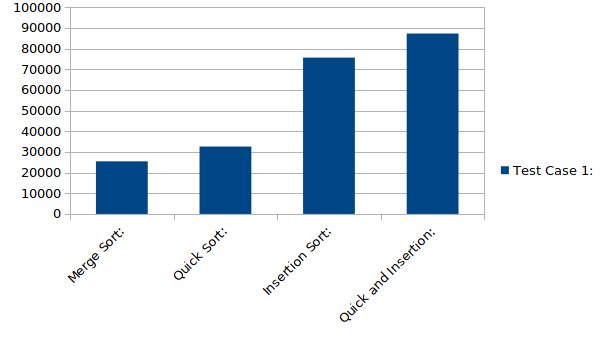 100000
90000
80000
70000
60000
50000
40000
30000
20000
10000
0
Merge Sort:
Quick Sort:
Insertion Sort:
Quick and Insertion:
Test Case 1: